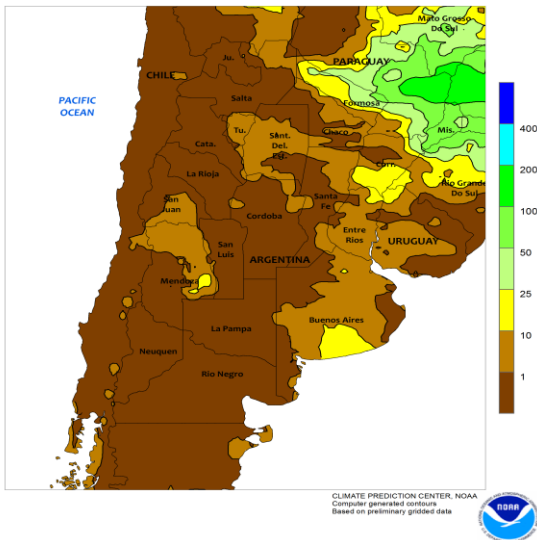 Mato Grosso
Do Sul
PARAGUAY
CHILE
Ju.
PACIFIC
OCEAN
Salta
Formosa
400
Tu.
Sant.
Del.
Est.
Chaco
Mis.
Cata.
200
La Rioja
Corr.
Rio Grande
Do Sul
San
Juan
Santa
Fe
100
Cordoba
Entre
Rios
URUGUAY
San
Luis
ARGENTINA
50
Mendoza
25
Buenos Aires
La Pampa
10
Neuquen
Rio Negro
1
CLIMATE PREDICTION CENTER, NOAA
Computer generated contours
Based on preliminary gridded data
NOAA